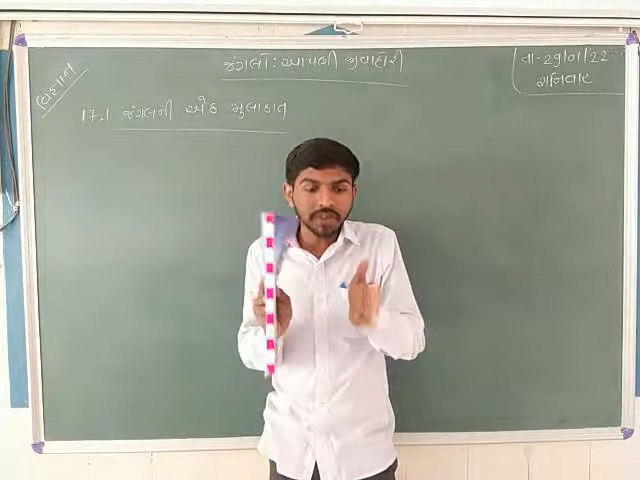 વિજ્ઞાન
જંગલો : આપણી જીવાદોરી
તા-29/01/22
શનિવાર
17.1 જંગલની એક મુલાકાત